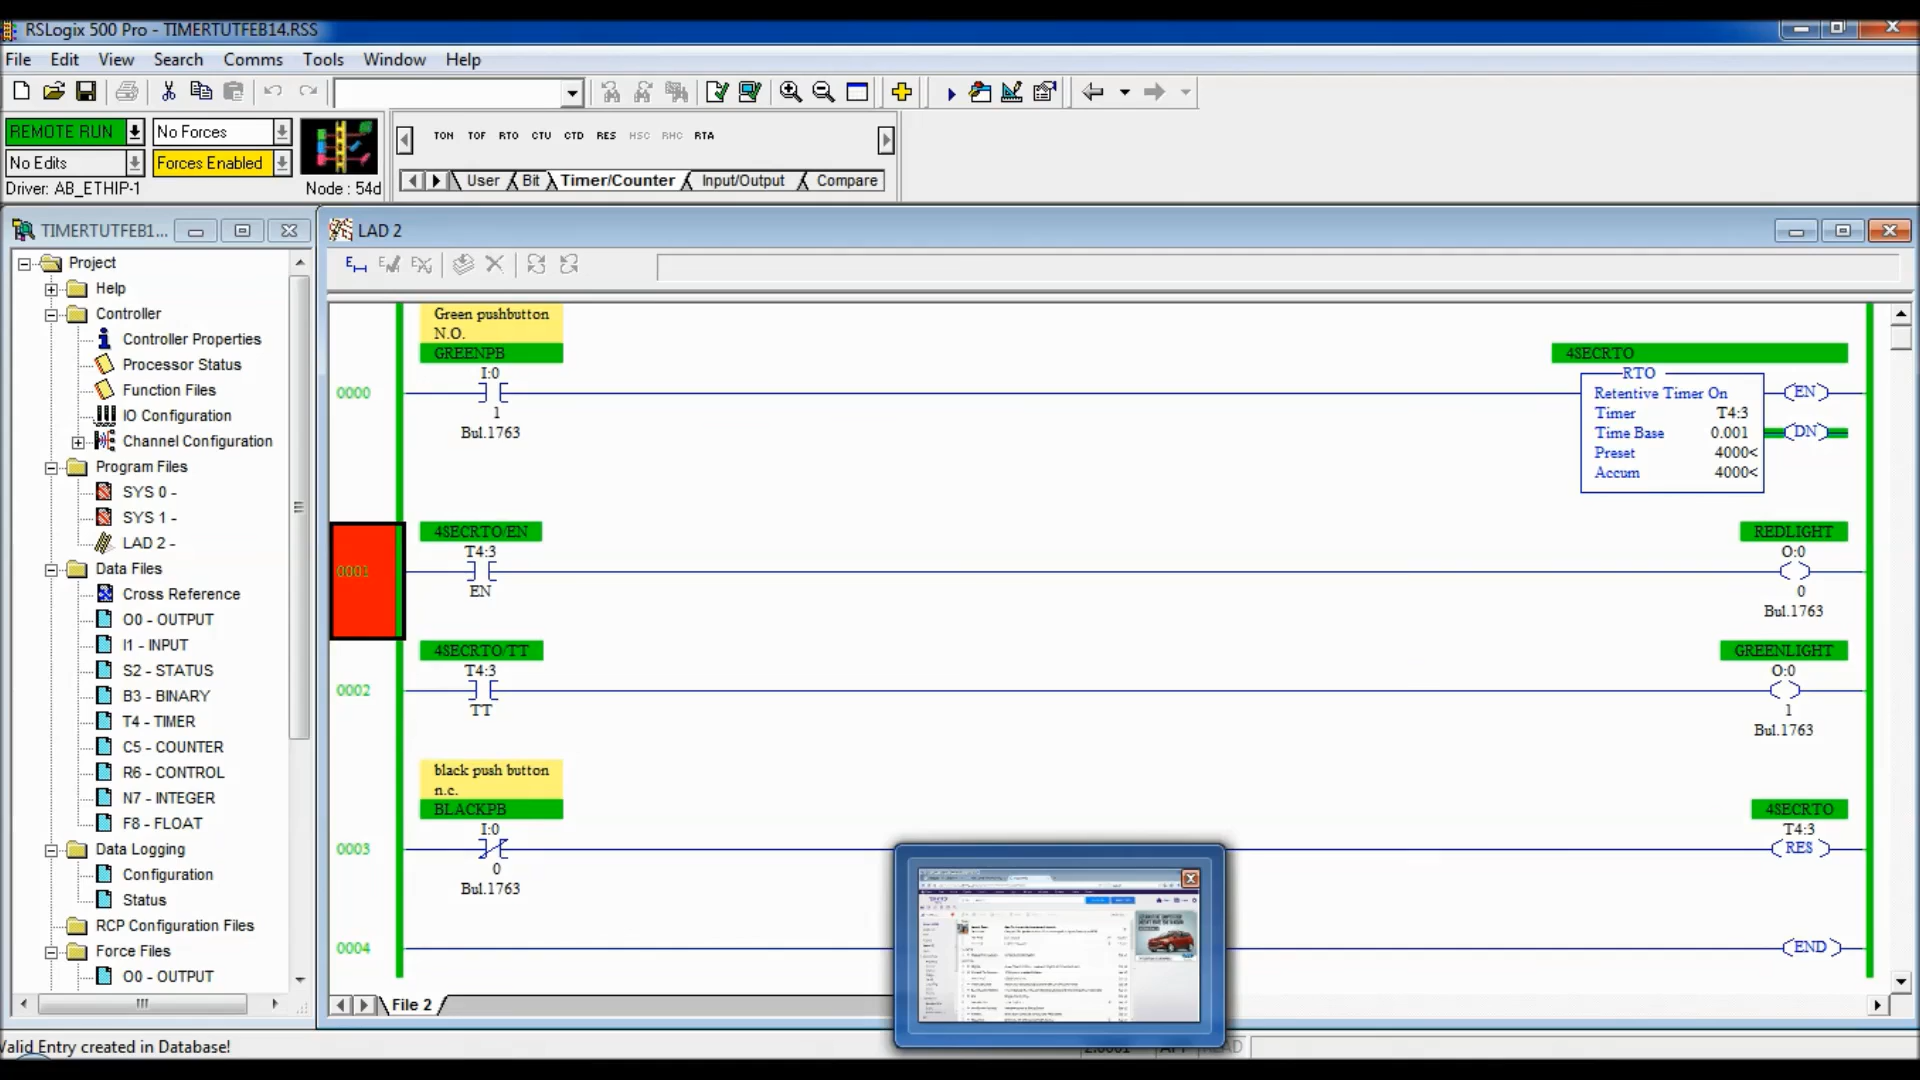 RSLogix 500 Pro - TIMERTUTFEB14.RSS
File Edit View Search Comms Tools Window Help
REMOTE RUN No Forces
No Edits Forces Enabled
Driver: AB_ETHIP-1 Node : 54d
TON TOF RTO CTU CTD RES HSC RHC RTA
User Bit Timer/Counter Input/Output Compare
TIMERTUTFEB1...
Project
Help
Controller
Controller Properties
Processor Status
Function Files
IO Configuration
Channel Configuration
Program Files
SYS 0 -
SYS 1 -
LAD 2 -
Data Files
Cross Reference
O0 - OUTPUT
I1 - INPUT
S2 - STATUS
B3 - BINARY
T4 - TIMER
C5 - COUNTER
R6 - CONTROL
N7 - INTEGER
F8 - FLOAT
Data Logging
Configuration
Status
RCP Configuration Files
Force Files
O0 - OUTPUT
LAD 2
Green pushbutton
N.O.
GREENPB
I:0
0000
1
Bul.1763
4SECRTO
RTO
Retentive Timer On
Timer T4:3
Time Base 0.001
Preset 4000<
Accum 4000<
EN
DN
4SECRTO/EN
T4:3
0001
EN
REDLIGHT
O:0
0
Bul.1763
4SECRTO/TT
T4:3
0002
TT
GREENLIGHT
O:0
1
Bul.1763
black push button
n.c.
BLACKPB
I:0
0003
0
Bul.1763
4SECRTO
T4:3
RES
0004
END
File 2
Valid Entry created in Database!